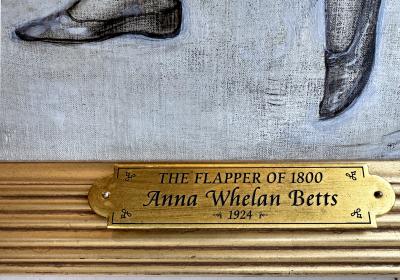 THE FLAPPER OF 1800
Anna Whelan Betts
1924